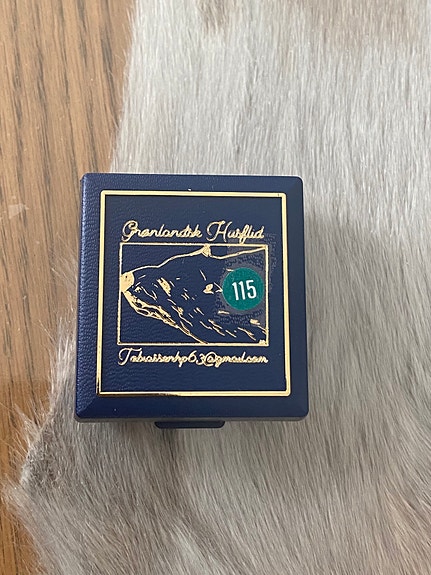 Grønlandsk Husflid
115
Tobiassenhp63@gmail.com